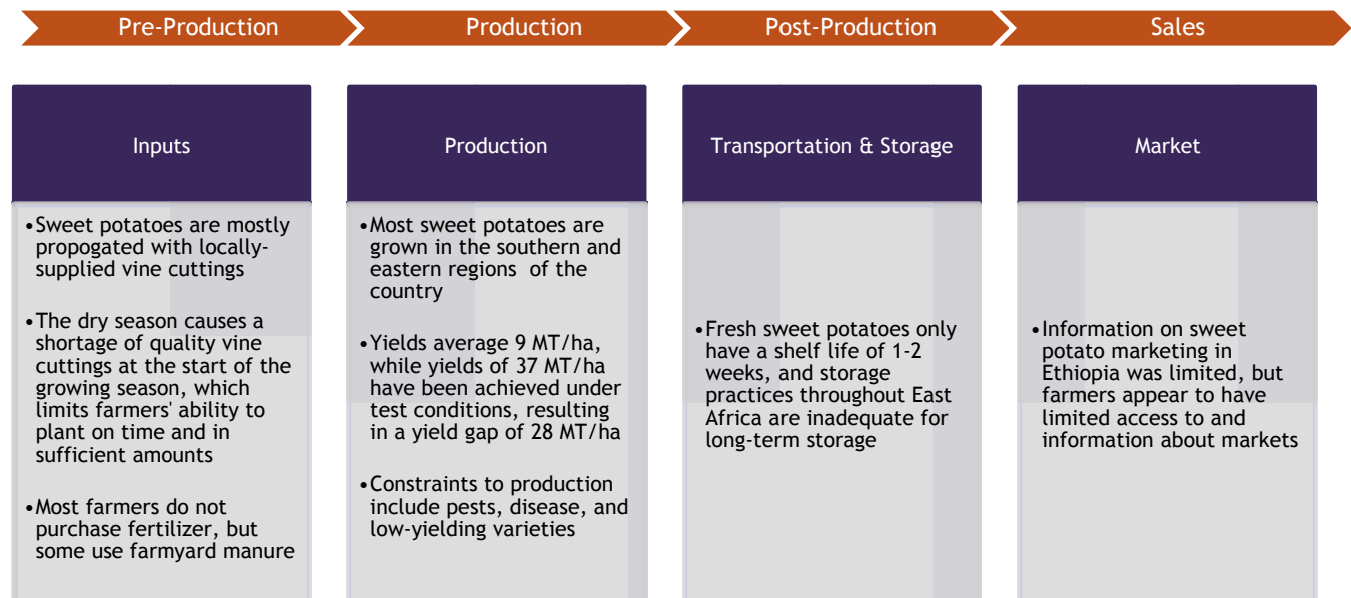 Pre-Production
Production
Post-Production
Sales
Inputs
•Sweet potatoes are mostly
propogated with locally-
supplied vine cuttings
•The dry season causes a
shortage of quality vine
cuttings at the start of the
growing season, which
limits farmers' ability to
plant on time and in
sufficient amounts
•Most farmers do not
purchase fertilizer, but
some use farmyard manure
Production
•Most sweet potatoes are
grown in the southern and
eastern regions of the
country
•Yields average 9 MT/ha,
while yields of 37 MT/ha
have been achieved under
test conditions, resulting
in a yield gap of 28 MT/ha
•Constraints to production
include pests, disease, and
low-yielding varieties
Transportation & Storage
•Fresh sweet potatoes only
have a shelf life of 1-2
weeks, and storage
practices throughout East
Africa are inadequate for
long-term storage
Market
•Information on sweet
potato marketing in
Ethiopia was limited, but
farmers appear to have
limited access to and
information about markets